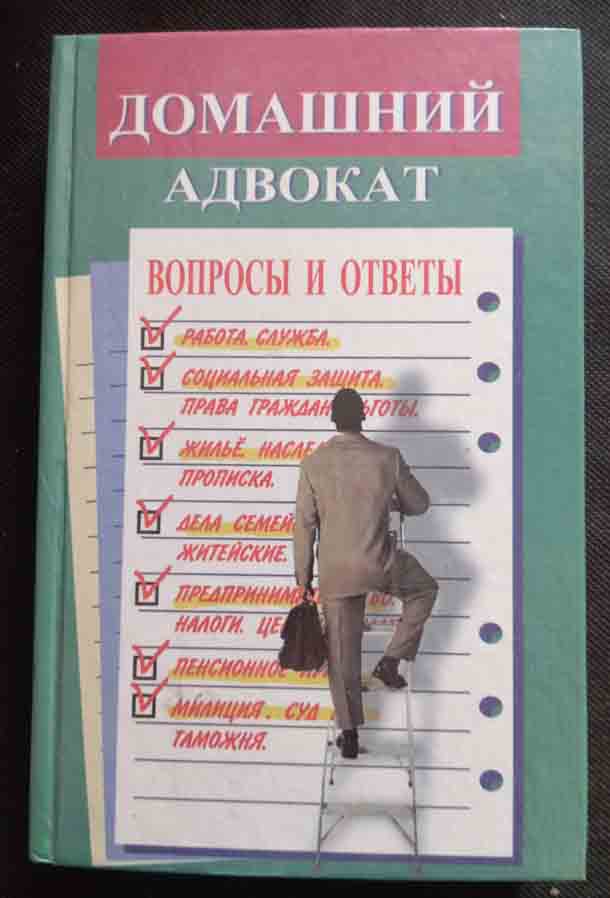 ДОМАШНИЙ
АДВОКАТ
ВОПРОСЫ И ОТВЕТЫ
РАБОТА. СЛУЖБА.
СОЦИАЛЬНАЯ ЗАЩИТА.
ПРАВА ГРАЖДАН
ЖИЛЬЁ.
ПРОПИСКА.
ДЕЛА
ЖИТЕЙСКИЕ.
НАЛОГИ.
ПЕНСИОННОЕ
МИЛИЦИЯ. СУД
ТАМОЖНЯ.